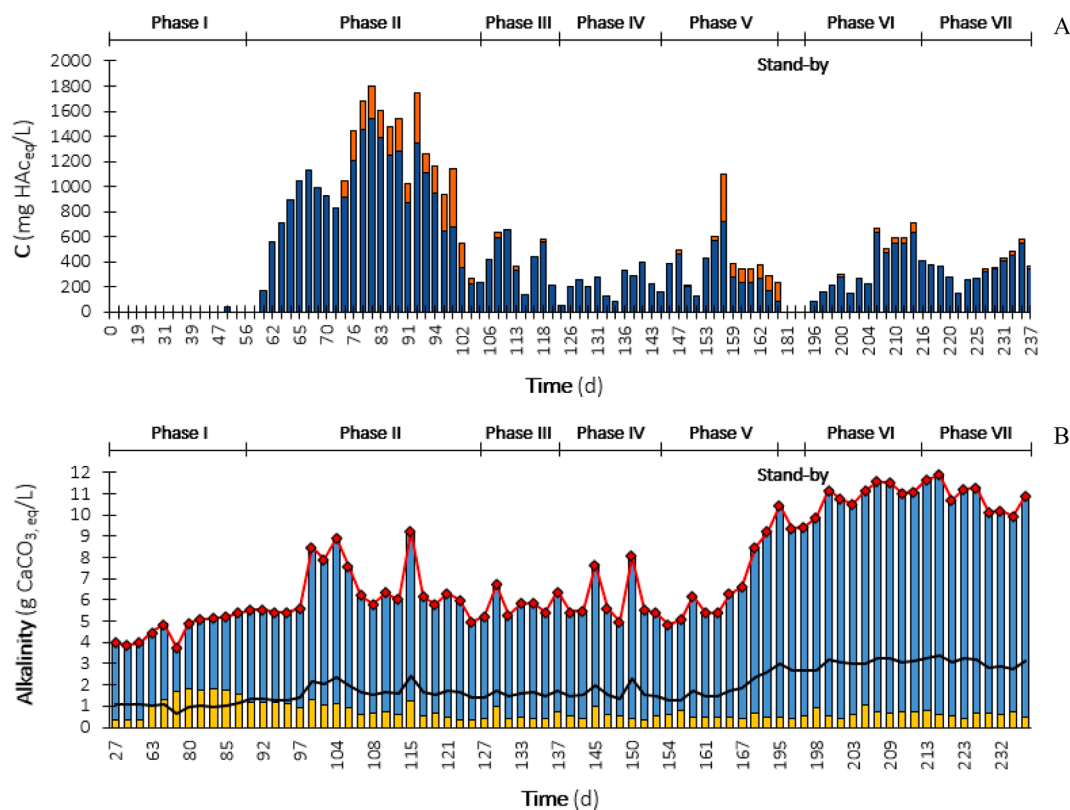 Phase I Phase II Phase III Phase IV Phase V Phase VI Phase VII A
Stand-by
C (mg HAceq/L)
2000
1800
1600
1400
1200
1000
800
600
400
200
0
0 19 31 39 47 56 62 65 70 76 83 91 94 102 106 113 118 126 131 136 143 147 153 159 162 181 196 200 204 210 216 220 225 230 237
Time (d)
Phase I Phase II Phase III Phase IV Phase V Phase VI Phase VII B
Stand-by
Alkalinity (g CaCO3, eq/L)
12
11
10
9
8
7
6
5
4
3
2
1
0
27 63 80 85 92 97 104 108 115 121 127 133 139 145 150 154 161 167 195 198 203 209 213 223 232
Time (d)